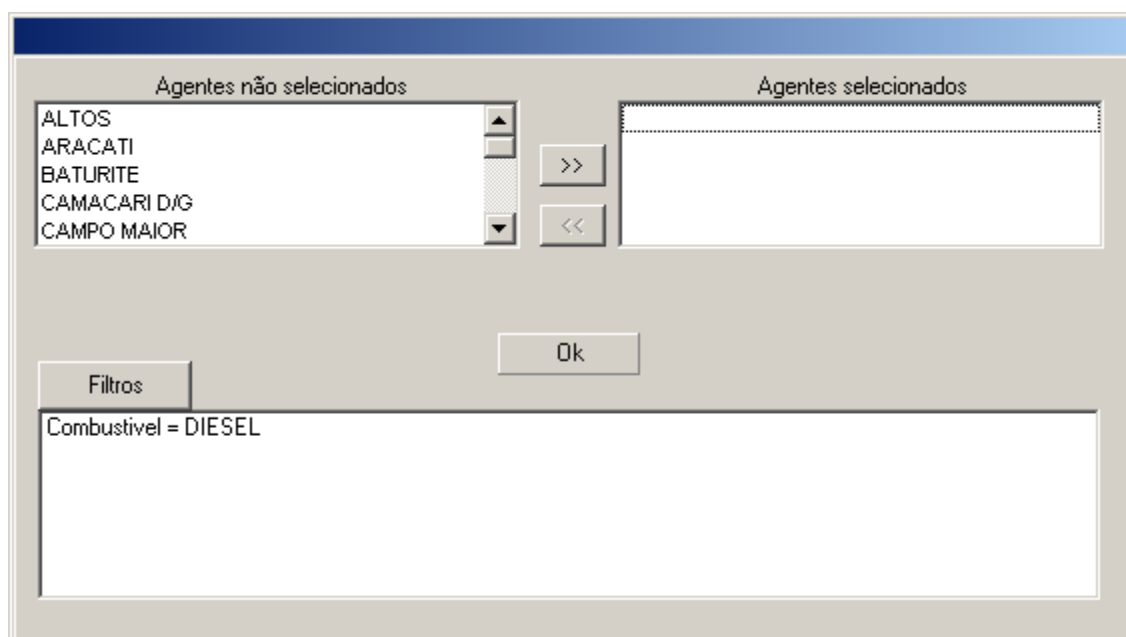 Agentes não selecionados
Agentes selecionados
ALTOS
ARACATI
BATURITE
CAMACARI D/G
CAMPO MAIOR
>>
<<
Ok
Filtros
Combustivel = DIESEL